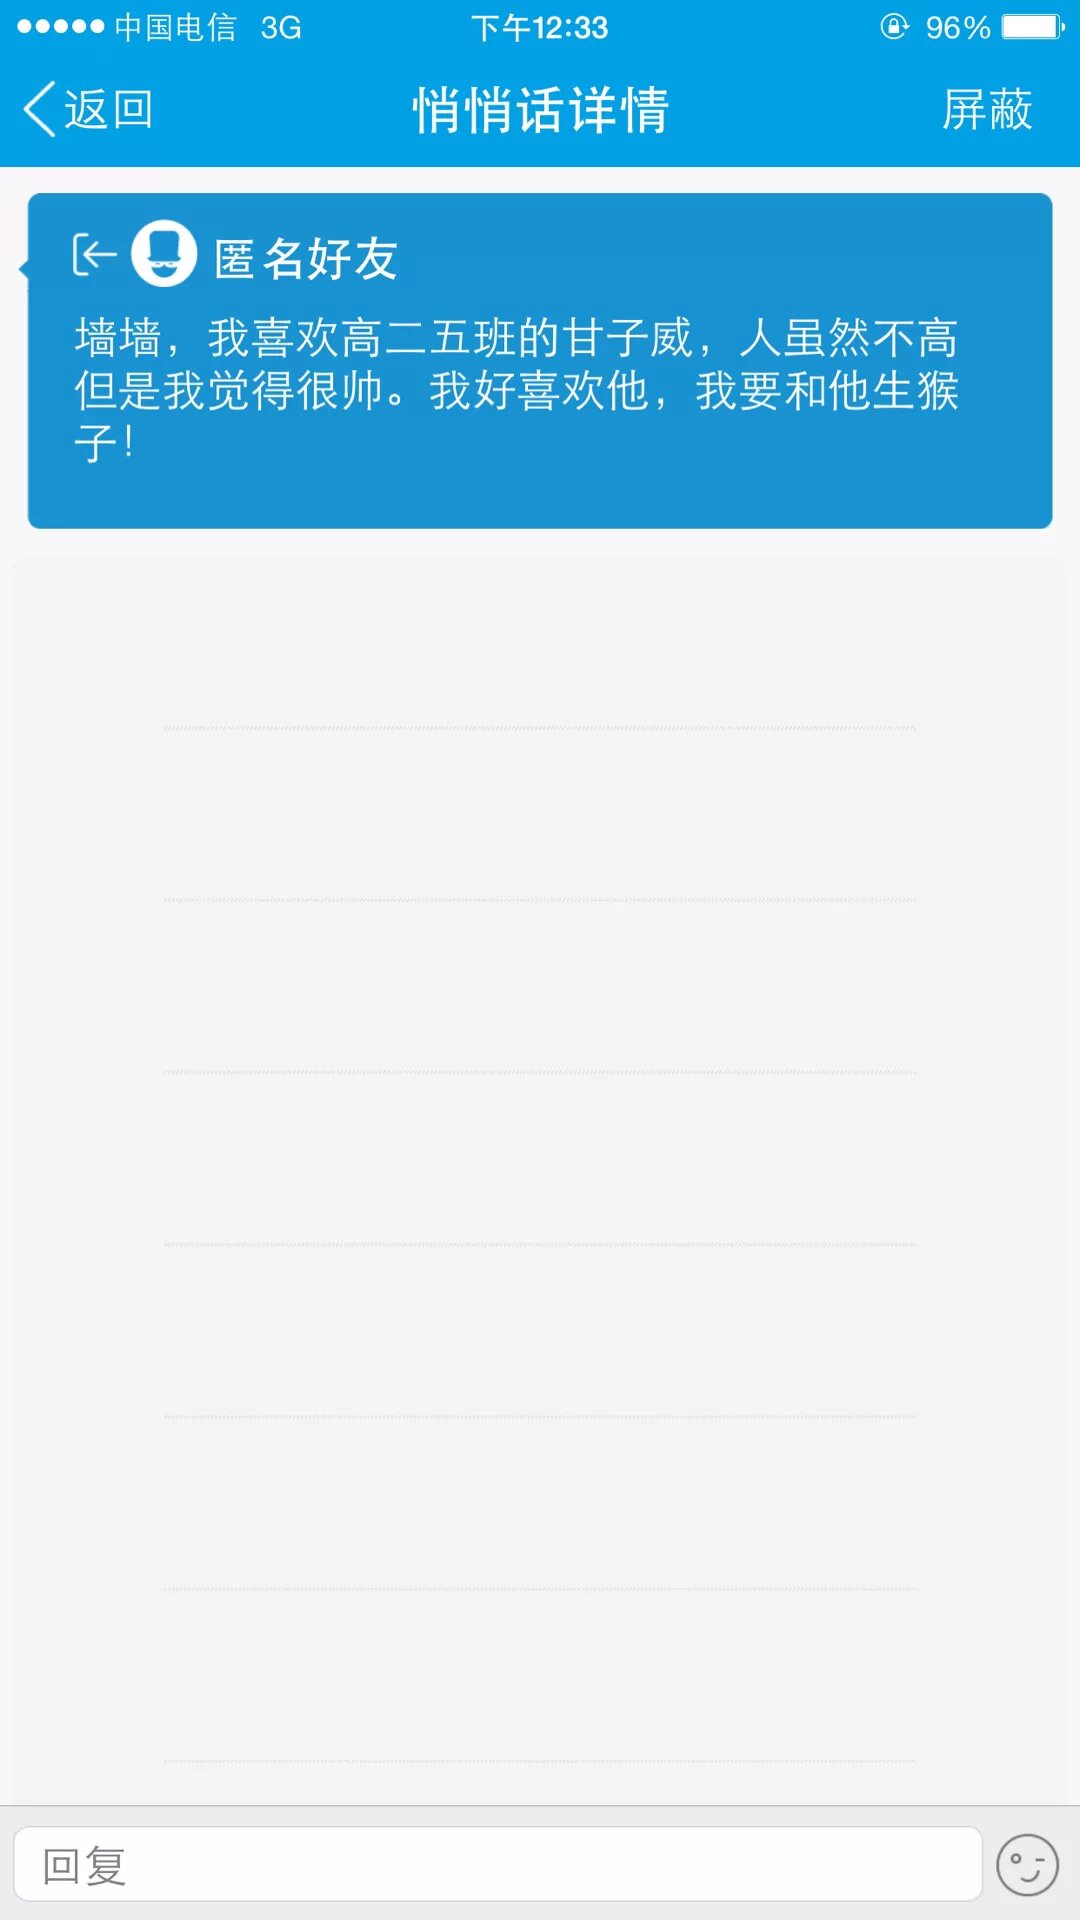 中国电信 3G 下午12:33 96%
返回 悄悄话详情 屏蔽
匿名好友
墙墙，我喜欢高二五班的甘子威，人虽然不高
但是我觉得很帅。我好喜欢他，我要和他生猴
子！
回复